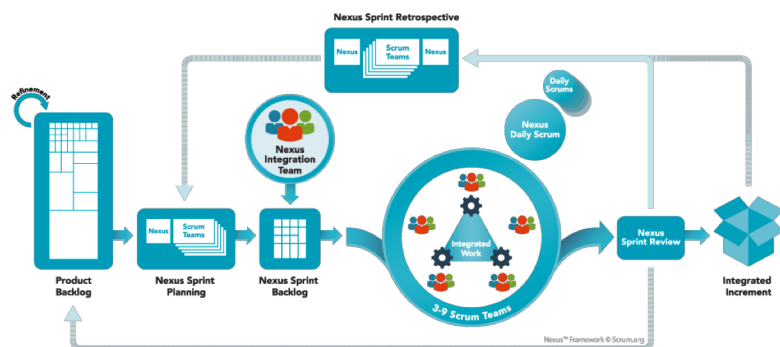 Nexus Sprint Retrospective
Nexus
Scrum
Teams
Nexus
Refinement
Daily
Scrums
Nexus
Daily Scrum
Nexus
Integration
Team
Nexus
Scrum
Teams
Integrated
Work
Nexus
Sprint Review
Product
Backlog
Nexus Sprint
Planning
Nexus Sprint
Backlog
3-9 Scrum Teams
Integrated
Increment
Nexus™ Framework © Scrum.org